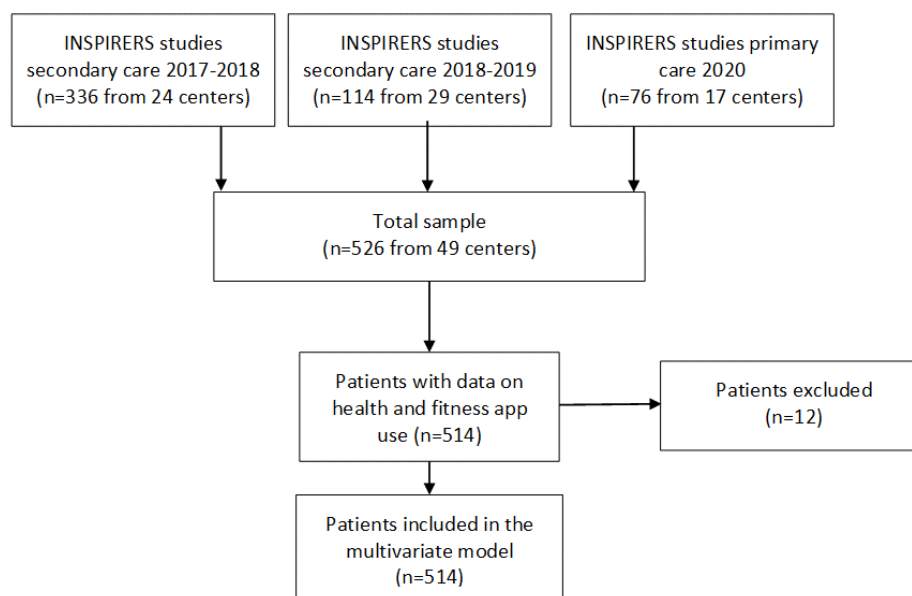 INSPIRERS studies
secondary care 2017-2018
(n=336 from 24 centers)
INSPIRERS studies
secondary care 2018-2019
(n=114 from 29 centers)
INSPIRERS studies primary
care 2020
(n=76 from 17 centers)
Total sample
(n=526 from 49 centers)
Patients with data on
health and fitness app
use (n=514)
Patients excluded
(n=12)
Patients included in the
multivariate model
(n=514)